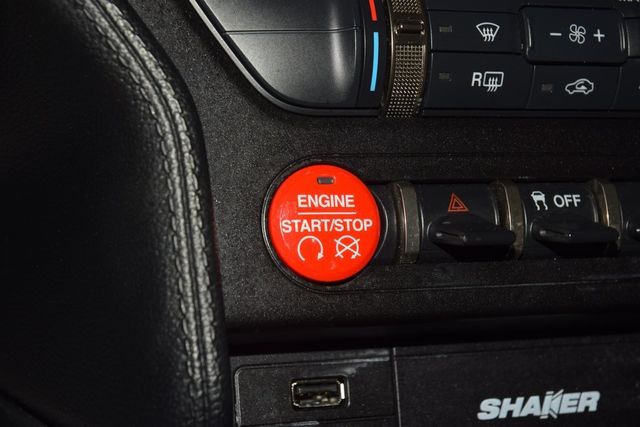 - +
R
ENGINE
START/STOP
OFF
SHAKER